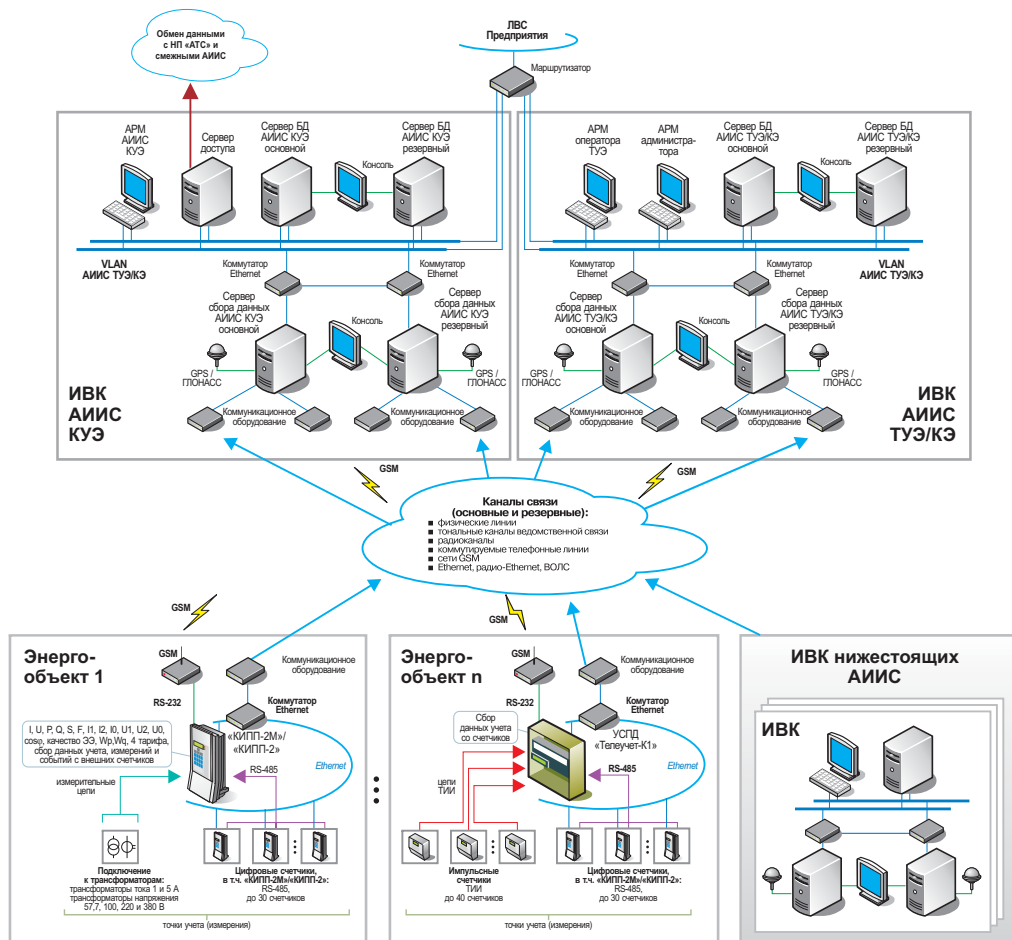 Обмен данными
с НП «АТС» и
смежными АИИС
ЛВС
Предприятия
Маршрутизатор
АРМ
АИИС
КУЭ
Сервер
доступа
Сервер БД
АИИС КУЭ
основной
Консоль
Сервер БД
АИИС КУЭ
резервный
VLAN
АИИС ТУЭ/КЭ
Коммутатор
Ethernet
Коммутатор
Ethernet
Сервер
сбора данных
АИИС КУЭ
основной
Консоль
Сервер
сбора данных
АИИС КУЭ
резервный
GPS /
ГЛОНАСС
GPS /
ГЛОНАСС
Коммуникационное
оборудование
Коммуникационное
оборудование
ИВК
АИИС
КУЭ
АРМ
оператора
ТУЭ
АРМ
администра-
тора
Сервер БД
АИИС ТУЭ/КЭ
основной
Консоль
Сервер БД
АИИС ТУЭ/КЭ
резервный
VLAN
АИИС ТУЭ/КЭ
Коммутатор
Ethernet
Коммутатор
Ethernet
Сервер
сбора данных
АИИС ТУЭ/КЭ
основной
Консоль
Сервер
сбора данных
АИИС ТУЭ/КЭ
резервный
GPS /
ГЛОНАСС
GPS /
ГЛОНАСС
Коммуникационное
оборудование
Коммуникационное
оборудование
ИВК
АИИС
ТУЭ/КЭ
GSM
GSM
Каналы связи
(основные и резервные):
■ физические линии
■ тональные каналы ведомственной связи
■ радиоканалы
■ коммутируемые телефонные линии
■ сети GSM
■ Ethernet, радио-Ethernet, ВОЛС
GSM
GSM
Энерго-
объект 1
GSM
Коммуникационное
оборудование
RS-232
Коммутатор
Ethernet
I, U, P, Q, S, F, I1, I2, I0, U1, U2, U0,
cosφ, качество ЭЭ, Wp,Wq, 4 тарифа,
сбор данных учета, измерений и
событий с внешних счетчиков
«КИПП-2М»/
«КИПП-2»
Ethernet
RS-485
измерительные
цепи
Подключение
к трансформаторам:
трансформаторы тока 1 и 5 А
трансформаторы напряжения
57,7, 100, 220 и 380 В
Цифровые счетчики,
в т.ч. «КИПП-2М»/«КИПП-2»:
RS-485,
до 30 счетчиков
точки учета (измерения)
Энерго-
объект n
GSM
Коммуникационное
оборудование
RS-232
Коммутатор
Ethernet
Сбор
данных учета
со счетчиков
УСПД
«Телеучет-К1»
Ethernet
RS-485
цепи
ТИИ
Импульсные
счетчики
ТИИ
до 40 счетчиков
Цифровые счетчики,
в т.ч. «КИПП-2М»/«КИПП-2»:
RS-485,
до 30 счетчиков
точки учета (измерения)
ИВК нижестоящих
АИИС
ИВК